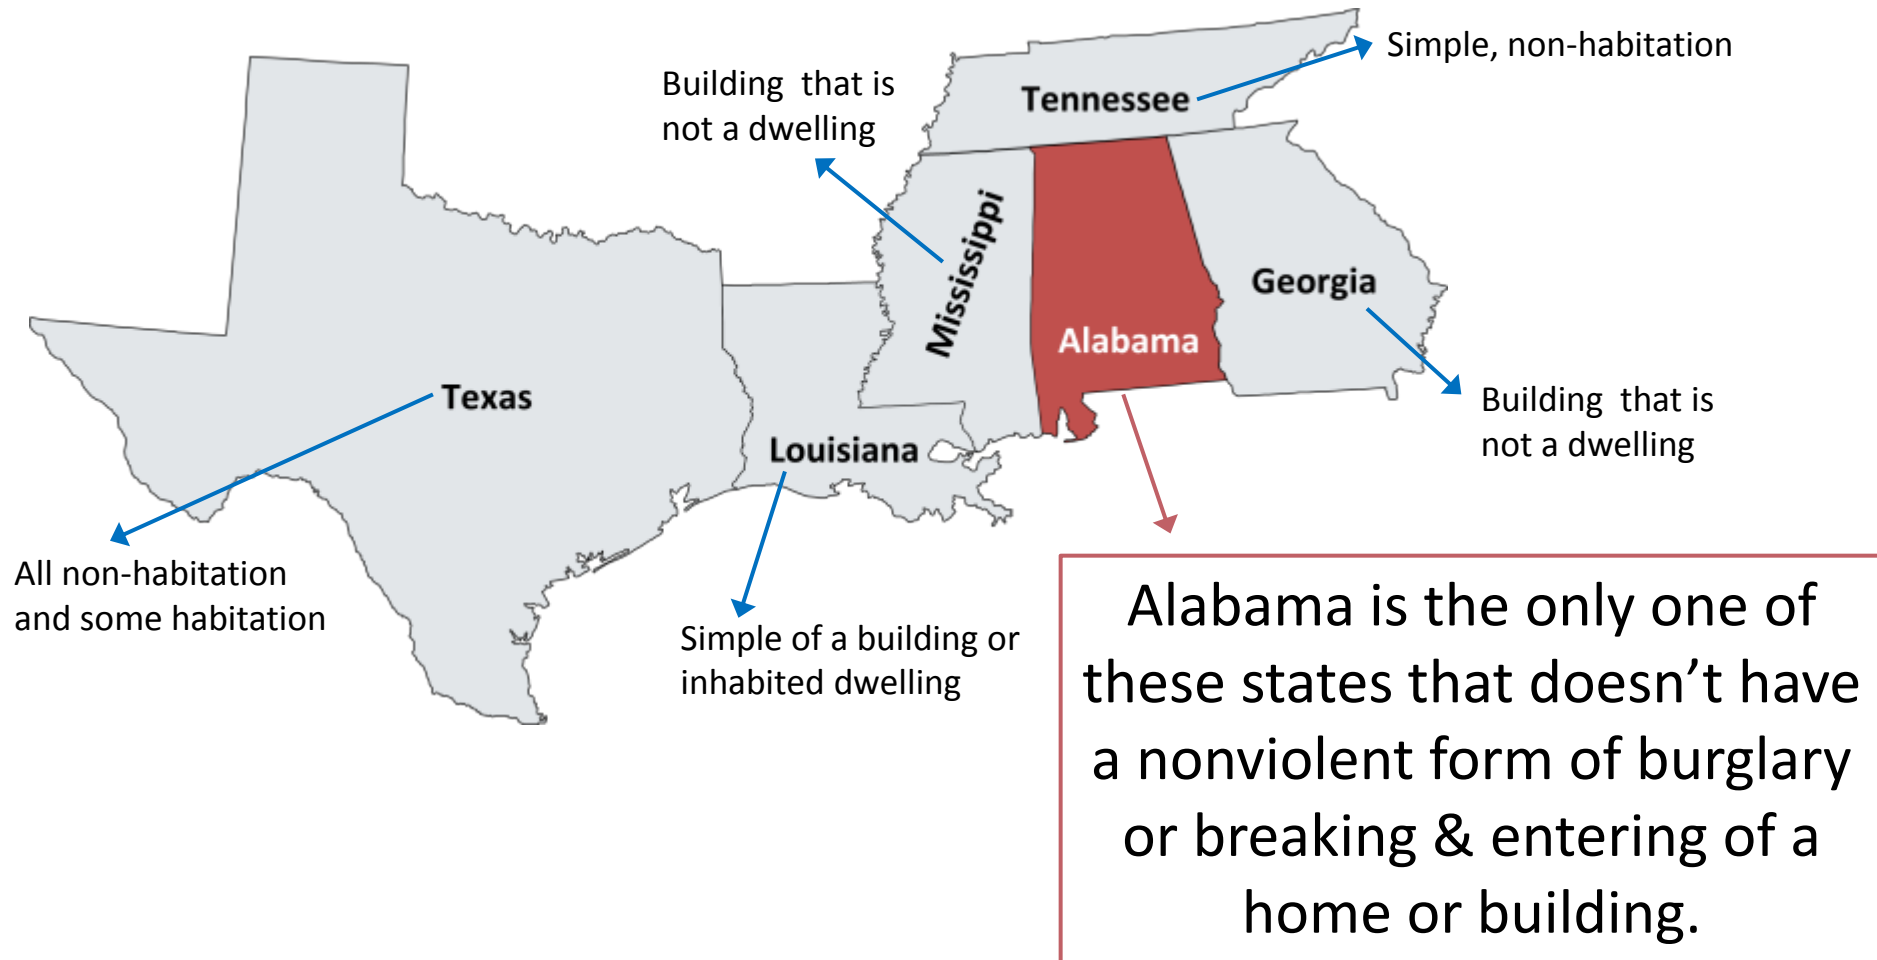 Simple, non-habitation
Building that is
not a dwelling
Tennessee
Mississippi
Georgia
Alabama
Texas
Building that is
not a dwelling
Louisiana
All non-habitation
and some habitation
Simple of a building or
inhabited dwelling
Alabama is the only one of
these states that doesn’t have
a nonviolent form of burglary
or breaking & entering of a
home or building.